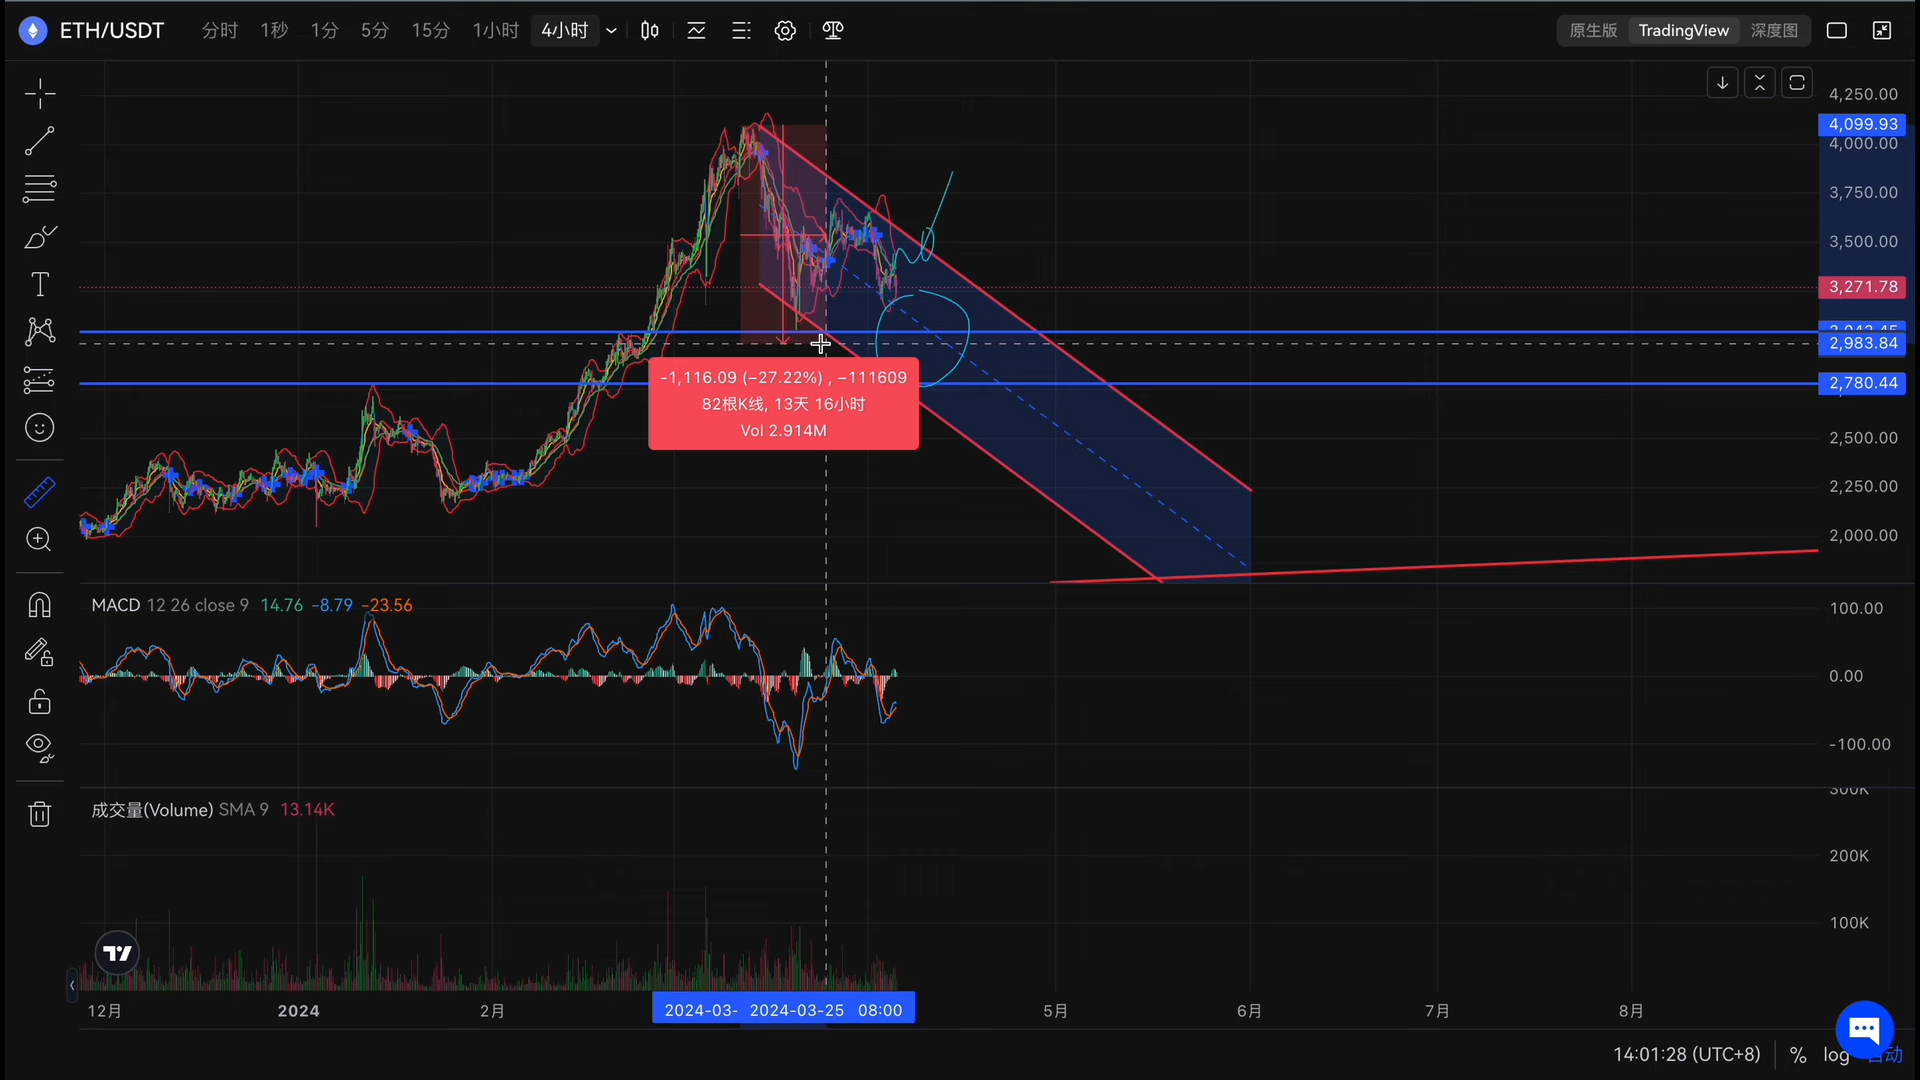 ETH/USDT 分时 1秒 1分 5分 15分 1小时 4小时 原生版 TradingView 深度图
4,250.00
4,099.93
4,000.00
3,750.00
3,500.00
3,271.78
2,983.84
2,780.44
-1,116.09 (−27.22%) , −111609
82根K线, 13天 16小时
Vol 2.914M
2,500.00
2,250.00
2,000.00
MACD 12 26 close 9 14.76 -8.79 -23.56
100.00
0.00
-100.00
成交量(Volume) SMA 9 13.14K
300K
200K
100K
12月 2024 2月 2024-03- 2024-03-25 08:00 5月 6月 7月 8月
14:01:28 (UTC+8) % log 自动